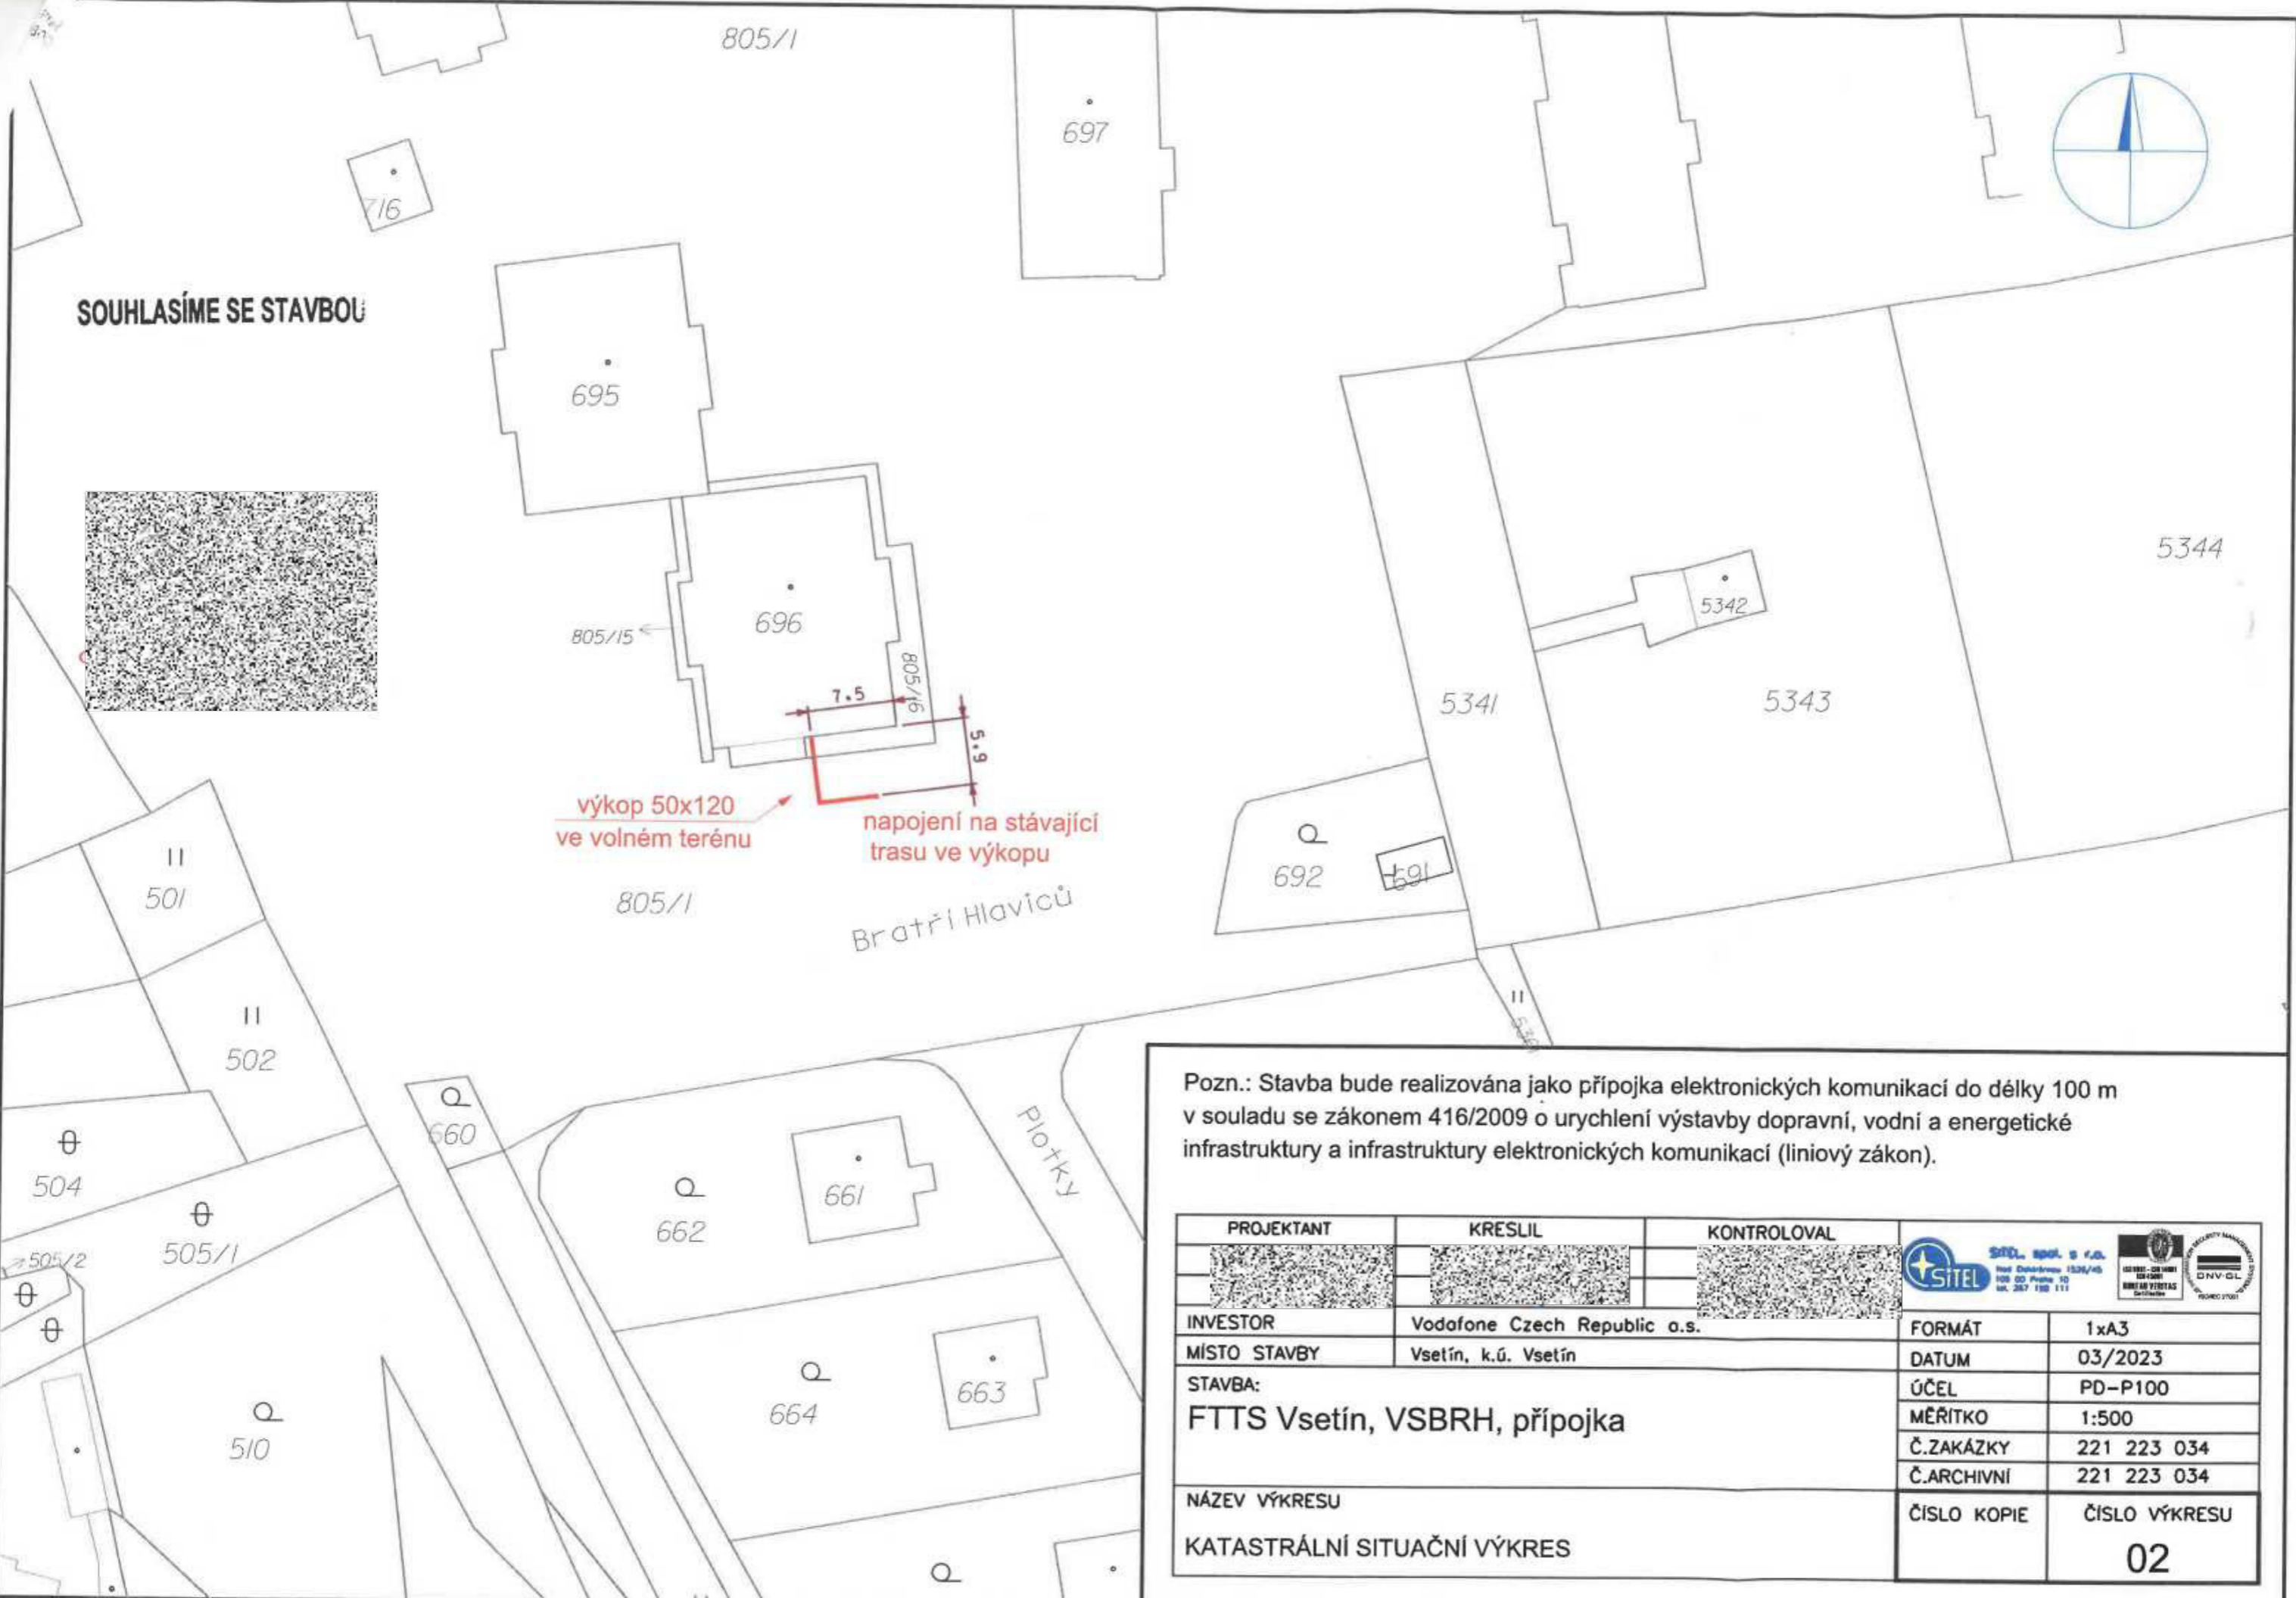 805/1
697
716
SOUHLASÍME SE STAVBOU
695
696
805/15
805/16
7.5
5.9
výkop 50x120
ve volném terénu
napojení na stávající
trasu ve výkopu
805/1
Bratří Hlaviců
5344
5342
5343
5341
692
691
501
502
504
505/1
505/2
510
660
661
662
663
664
Plotky
Pozn.: Stavba bude realizována jako přípojka elektronických komunikací do délky 100 m
v souladu se zákonem 416/2009 o urychlení výstavby dopravní, vodní a energetické
infrastruktury a infrastruktury elektronických komunikací (liniový zákon).
PROJEKTANT
KRESLIL
KONTROLOVAL
SITEL
SITEL, spol. s r.o.
DNV·GL
INVESTOR
Vodafone Czech Republic a.s.
MÍSTO STAVBY
Vsetín, k.ú. Vsetín
STAVBA:
FTTS Vsetín, VSBRH, přípojka
FORMÁT 1xA3
DATUM 03/2023
ÚČEL PD-P100
MĚŘÍTKO 1:500
Č.ZAKÁZKY 221 223 034
Č.ARCHIVNÍ 221 223 034
NÁZEV VÝKRESU
KATASTRÁLNÍ SITUAČNÍ VÝKRES
ČÍSLO KOPIE
ČÍSLO VÝKRESU
02